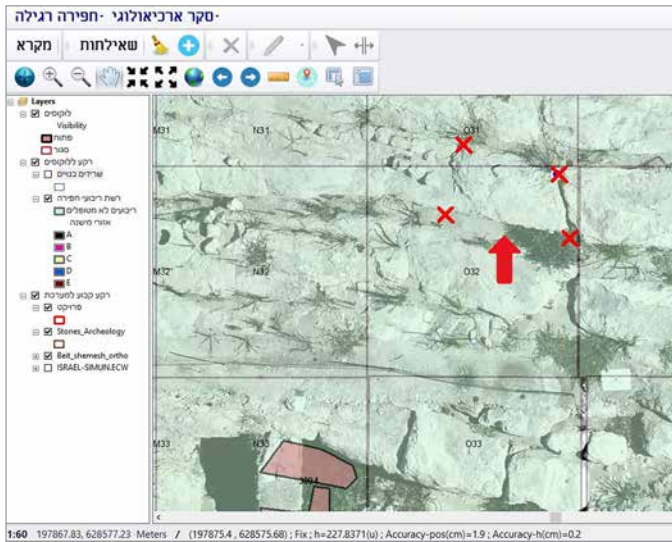 סקר ארכיאולוגי -חפירה רגילה-
מקרא שאילתות
Layers
לוקוסים
Visibility
פתוח
סגור
רקע ללוקוסים
שרידים בנויים
רשת ריבועי חפירה
ריבועים לא מטופלים
אזורי מישנה
A
B
C
D
E
רקע קבוע למערכת
פרויקט
Stones_Archeology
Beit_shemesh_ortho
ISRAEL-SIMUN.ECW
M31 N31 O31
M32 N32 O32
M33 N33 O33
1:60 197867.83, 628577.23 Meters / (197875.4 , 628575.68) ; Fix ; h=227.8371(u) ; Accuracy-pos(cm)=1.9 ; Accuracy-h(cm)=0.2